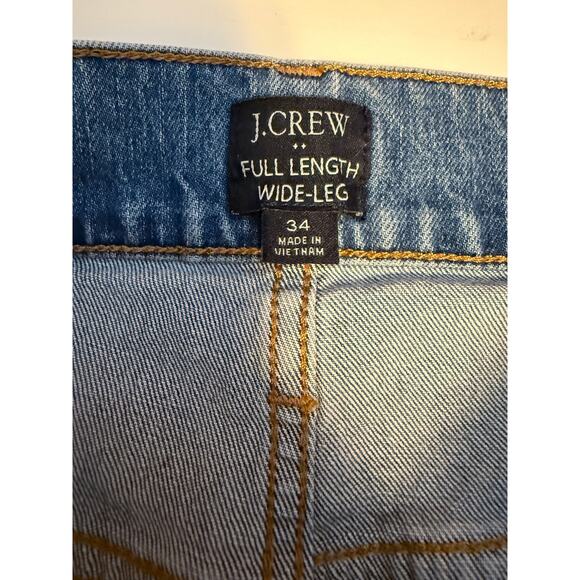 J.CREW
FULL LENGTH
WIDE-LEG
34
MADE IN
VIETNAM